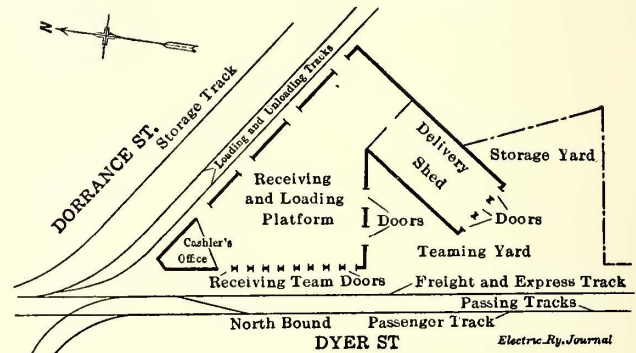 N
DORRANCE ST.
Storage Track
Loading and Unloading Tracks
Receiving
and Loading
Platform
Delivery
Shed
Storage Yard
Doors
Doors
Cashier's
Office
Teaming Yard
Receiving Team Doors
Freight and Express Track
Passing Tracks
North Bound
Passenger Track
DYER ST
Electric Ry. Journal